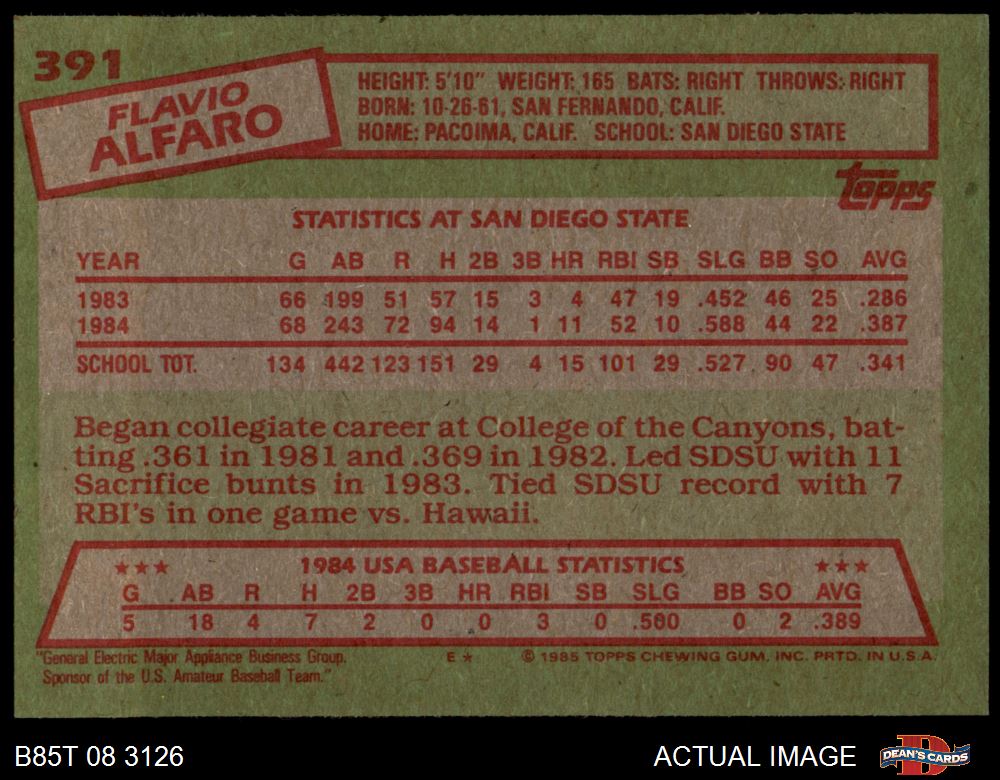 391
FLAVIO
ALFARO
HEIGHT: 5'10" WEIGHT: 165 BATS: RIGHT THROWS: RIGHT
BORN: 10-26-61, SAN FERNANDO, CALIF.
HOME: PACOIMA, CALIF. SCHOOL: SAN DIEGO STATE
topps
STATISTICS AT SAN DIEGO STATE
YEAR G AB R H 2B 3B HR RBI SB SLG BB SO AVG
1983 66 199 51 57 15 3 4 47 19 .452 46 25 .286
1984 68 243 72 94 14 1 11 52 10 .588 44 22 .387
SCHOOL TOT. 134 442 123 151 29 4 15 101 29 .527 90 47 .341
Began collegiate career at College of the Canyons, bat-
ting .361 in 1981 and .369 in 1982. Led SDSU with 11
Sacrifice bunts in 1983. Tied SDSU record with 7
RBI's in one game vs. Hawaii.
★★★ 1984 USA BASEBALL STATISTICS ★★★
G AB R H 2B 3B HR RBI SB SLG BB SO AVG
5 18 4 7 2 0 0 3 0 .500 0 2 .389
"General Electric Major Appliance Business Group.
Sponsor of the U.S. Amateur Baseball Team."
E ★ © 1985 TOPPS CHEWING GUM, INC. PRTD. IN U.S.A.
B85T 08 3126
ACTUAL IMAGE
DEAN'S CARDS